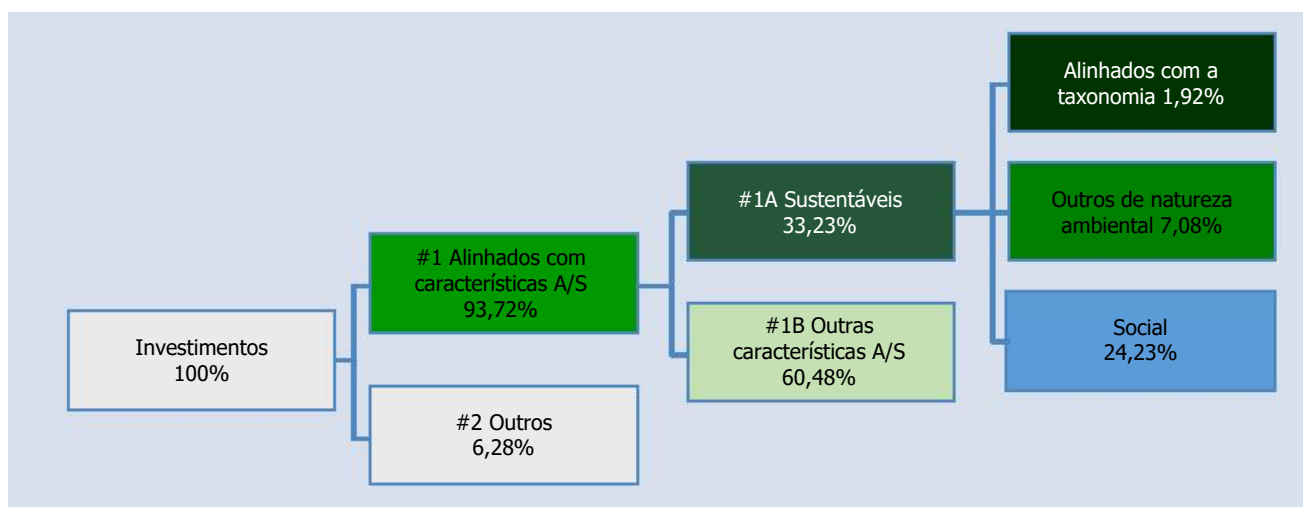 Investimentos
100%
#1 Alinhados com
características A/S
93,72%
#2 Outros
6,28%
#1A Sustentáveis
33,23%
#1B Outras
características A/S
60,48%
Alinhados com a
taxonomia 1,92%
Outros de natureza
ambiental 7,08%
Social
24,23%